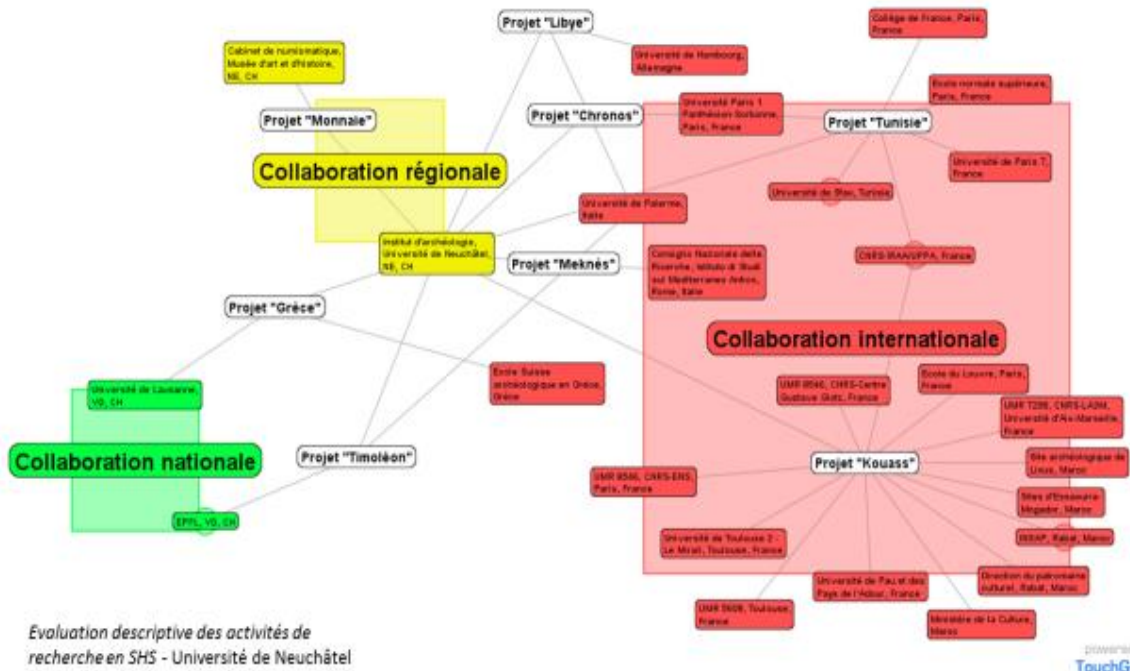 Projet "Libye"
Collège de France, Paris,
France
Cabinet de numismatique,
Musée d'art et d'histoire,
NE, CH
Université de Hambourg,
Allemagne
Ecole normale supérieure,
Paris, France
Projet "Monnaie"
Projet "Chronos"
Université Paris 1
Panthéon Sorbonne,
Paris, France
Projet "Tunisie"
Collaboration régionale
Université de Paris 7,
France
Université de Sfax, Tunisie
Université de Palerme,
Italie
Institut d'archéologie,
Université de Neuchâtel,
NE, CH
Projet "Meknès"
Consiglo Nazionale delle
Ricerche, Istituto di Studi
sul Mediterraneo Antico,
Rome, Italie
CNRS-IRAA/UPPA, France
Projet "Grèce"
Collaboration internationale
Ecole Suisse
archéologique en Grèce,
Grèce
Université de Lausanne,
VD, CH
UMR 8566, CNRS-Centre
Gustave Glotz, France
Ecole du Louvre, Paris,
France
UMR 7298, CNRS-LA3M,
Université d'Aix-Marseille,
France
Collaboration nationale
Projet "Timoléon"
Projet "Kouass"
Site archéologique de
Lixus, Maroc
UMR 8566, CNRS-ENS,
Paris, France
Sites d'Essaouira-
Mogador, Maroc
EPFL, VD, CH
INSAP, Rabat, Maroc
Université de Toulouse 2 -
Le Mirail, Toulouse, France
Université de Pau et des
Pays de l'Adour, France
Direction du patrimoine
culturel, Rabat, Maroc
UMR 5608, Toulouse,
France
Ministère de la Culture,
Maroc
Evaluation descriptive des activités de
recherche en SHS - Université de Neuchâtel
powere
TouchG